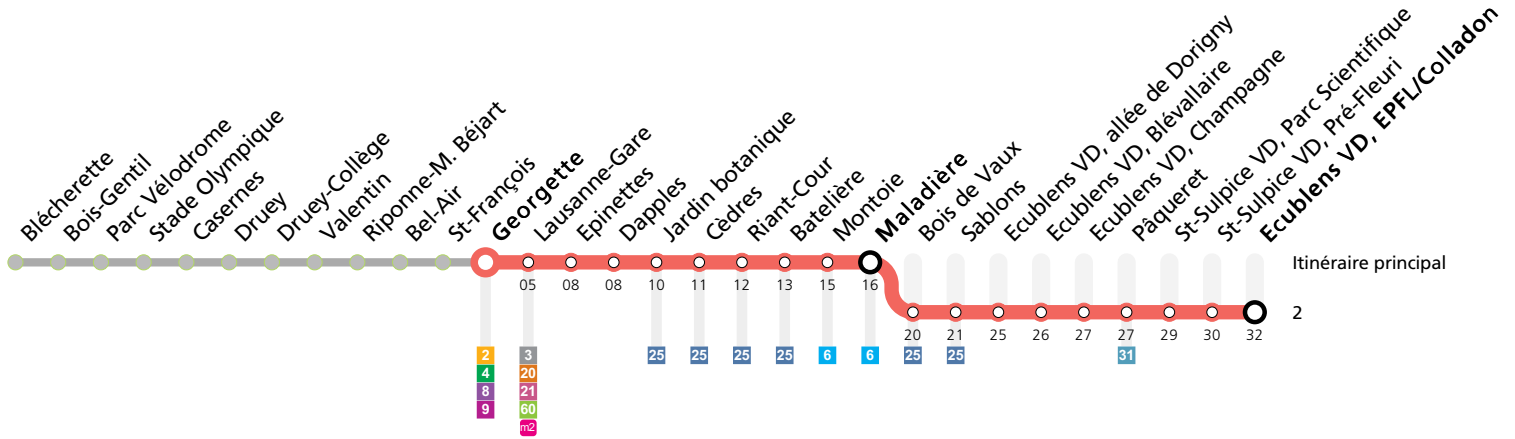 Blécherette
Bois-Gentil
Parc Vélodrome
Stade Olympique
Casernes
Druey
Druey-Collège
Valentin
Riponne-M. Béjart
Bel-Air
St-François
Georgette
Lausanne-Gare
Epinettes
Dapples
Jardin botanique
Cèdres
Riant-Cour
Batelière
Montoie
Maladière
Bois de Vaux
Sablons
Ecublens VD, allée de Dorigny
Ecublens VD, Blévallaire
Ecublens VD, Champagne
Pâqueret
St-Sulpice VD, Parc Scientifique
St-Sulpice VD, Pré-Fleuri
Ecublens VD, EPFL/Colladon
Itinéraire principal
05 08 08 10 11 12 13 15 16
2
20 21 25 26 27 27 29 30 32
2 3 25 25 25 25 6 6 25 25 31
4 20
8 21
9 60
m2